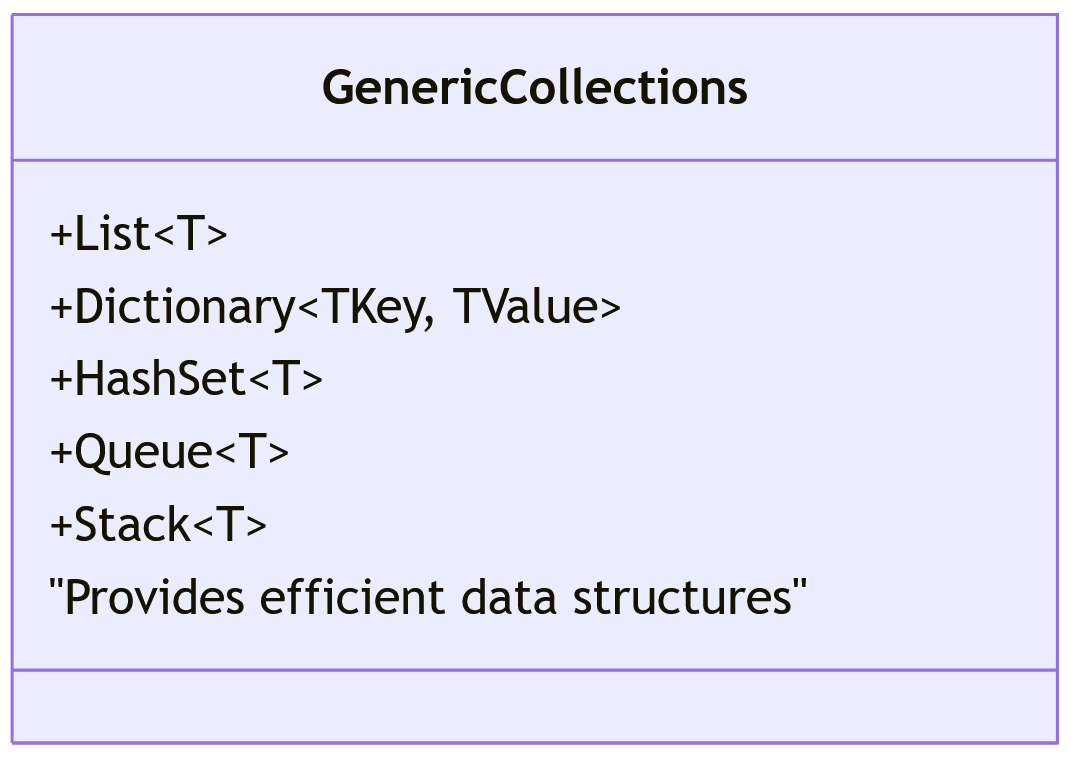 GenericCollections
+List<T>
+Dictionary<TKey, TValue>
+HashSet<T>
+Queue<T>
+Stack<T>
"Provides efficient data structures"